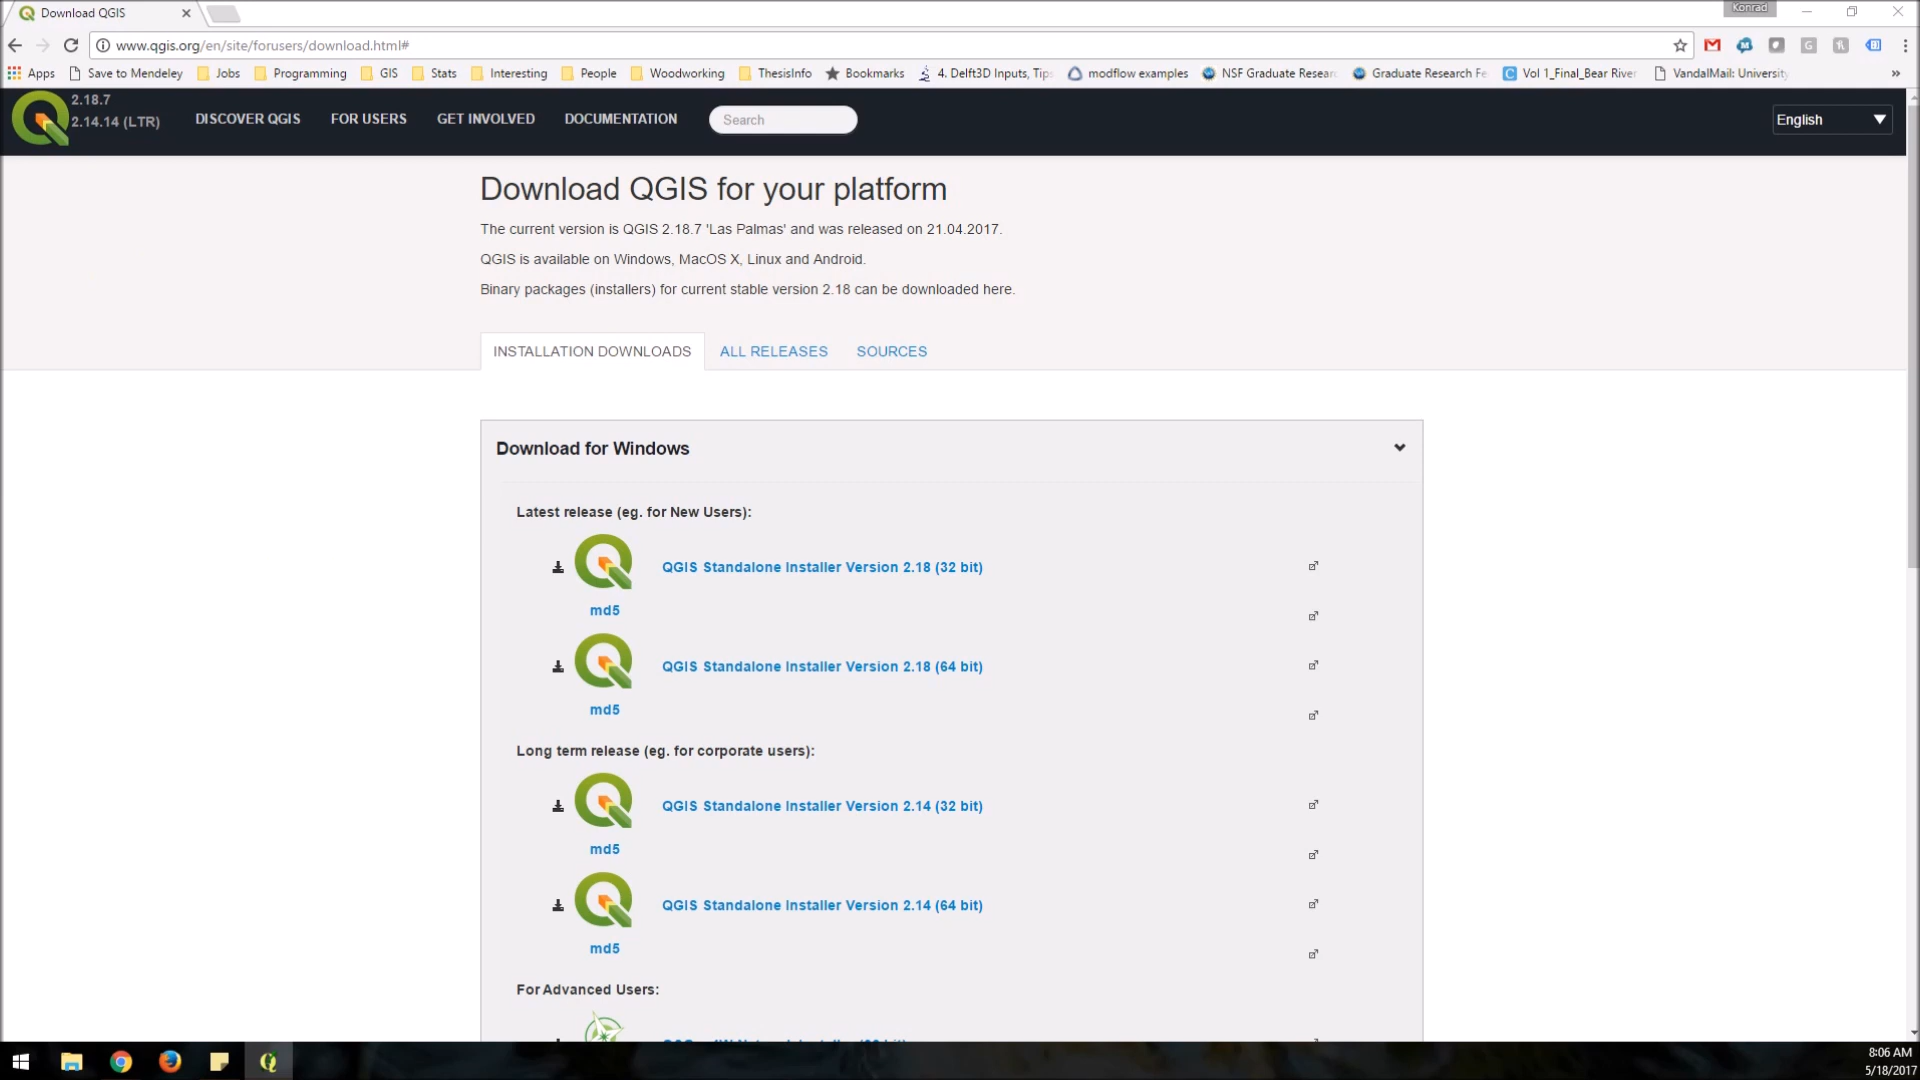 Download QGIS
Konrad
www.qgis.org/en/site/forusers/download.html#
Apps Save to Mendeley Jobs Programming GIS Stats Interesting People Woodworking ThesisInfo Bookmarks 4. Delft3D Inputs, Tips modflow examples NSF Graduate Resear Graduate Research Fe Vol 1_Final_Bear River VandalMail: University
2.18.7
2.14.14 (LTR)
DISCOVER QGIS FOR USERS GET INVOLVED DOCUMENTATION Search English
Download QGIS for your platform
The current version is QGIS 2.18.7 'Las Palmas' and was released on 21.04.2017.
QGIS is available on Windows, MacOS X, Linux and Android.
Binary packages (installers) for current stable version 2.18 can be downloaded here.
INSTALLATION DOWNLOADS ALL RELEASES SOURCES
Download for Windows
Latest release (eg. for New Users):
QGIS Standalone Installer Version 2.18 (32 bit)
md5
QGIS Standalone Installer Version 2.18 (64 bit)
md5
Long term release (eg. for corporate users):
QGIS Standalone Installer Version 2.14 (32 bit)
md5
QGIS Standalone Installer Version 2.14 (64 bit)
md5
For Advanced Users:
8:06 AM
5/18/2017